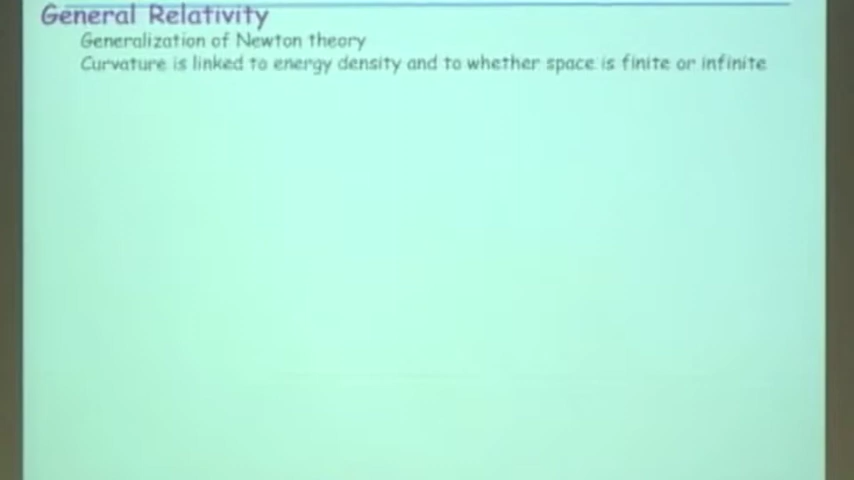 General Relativity
Generalization of Newton theory
Curvature is linked to energy density and to whether space is finite or infinite